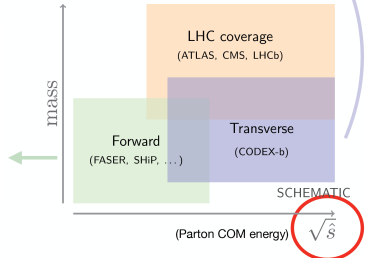 LHC coverage
(ATLAS, CMS, LHCb)
mass
Forward
(FASER, SHiP, ...)
Transverse
(CODEX-b)
SCHEMATIC
(Parton COM energy) √ŝ